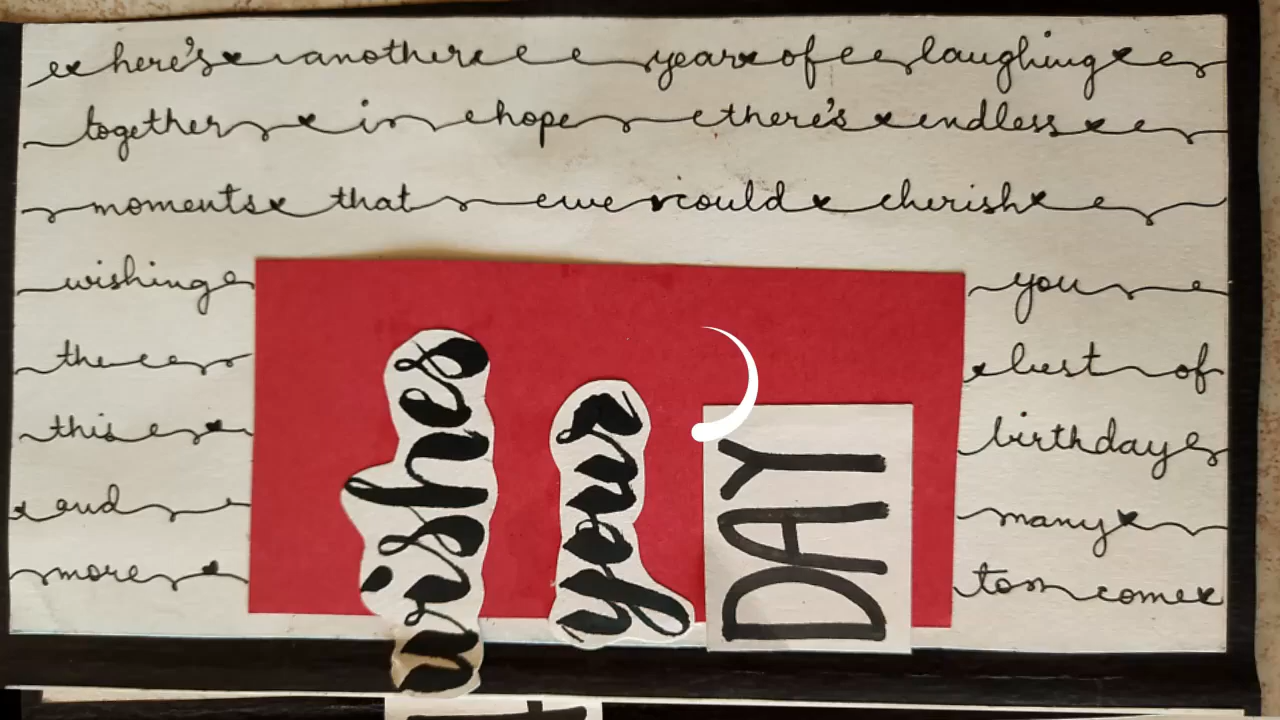 here's another year of laughing
together in hope there's endless
moments that we could cherish
wishing you
the best of
this birthday
and many
more to come
wishes
your
DAY